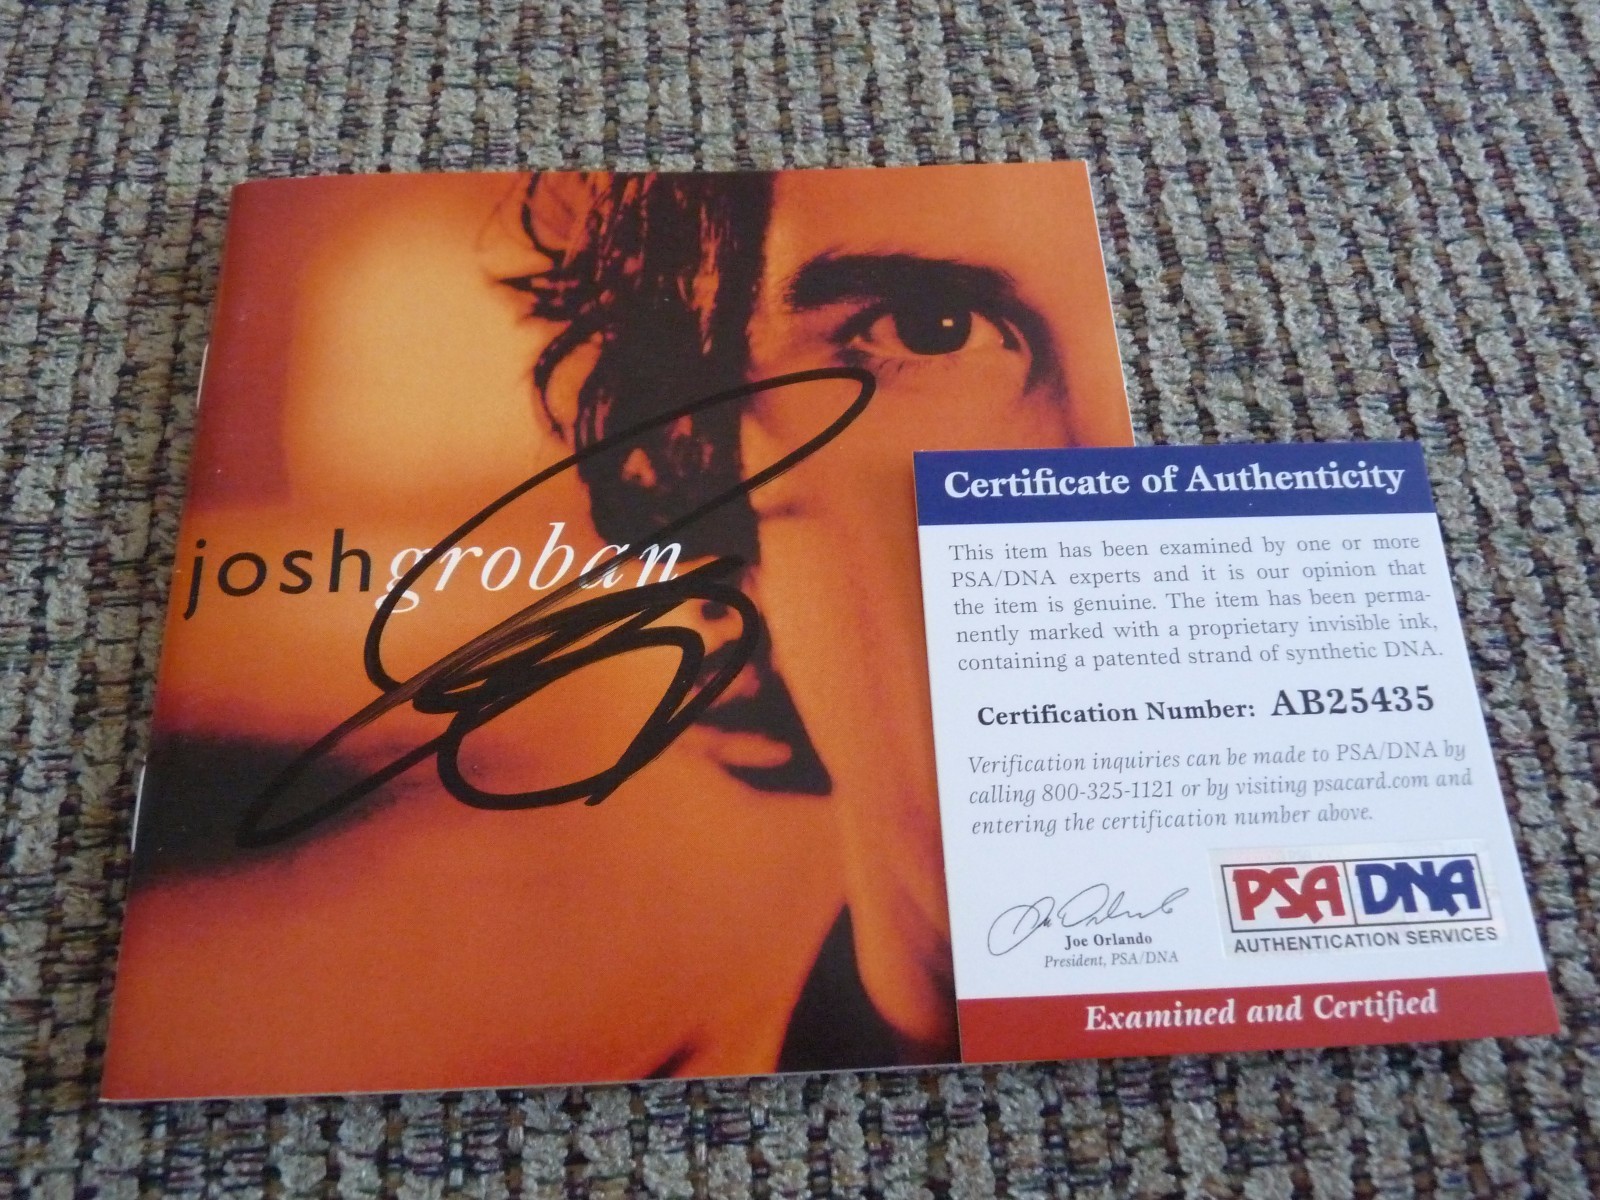 joshgroban
Certificate of Authenticity
This item has been examined by one or more
PSA/DNA experts and it is our opinion that
the item is genuine. The item has been perma-
nently marked with a proprietary invisible ink,
containing a patented strand of synthetic DNA.
Certification Number: AB25435
Verification inquiries can be made to PSA/DNA by
calling 800-325-1121 or by visiting psacard.com and
entering the certification number above.
Joe Orlando
President, PSA/DNA
PSA DNA
AUTHENTICATION SERVICES
Examined and Certified